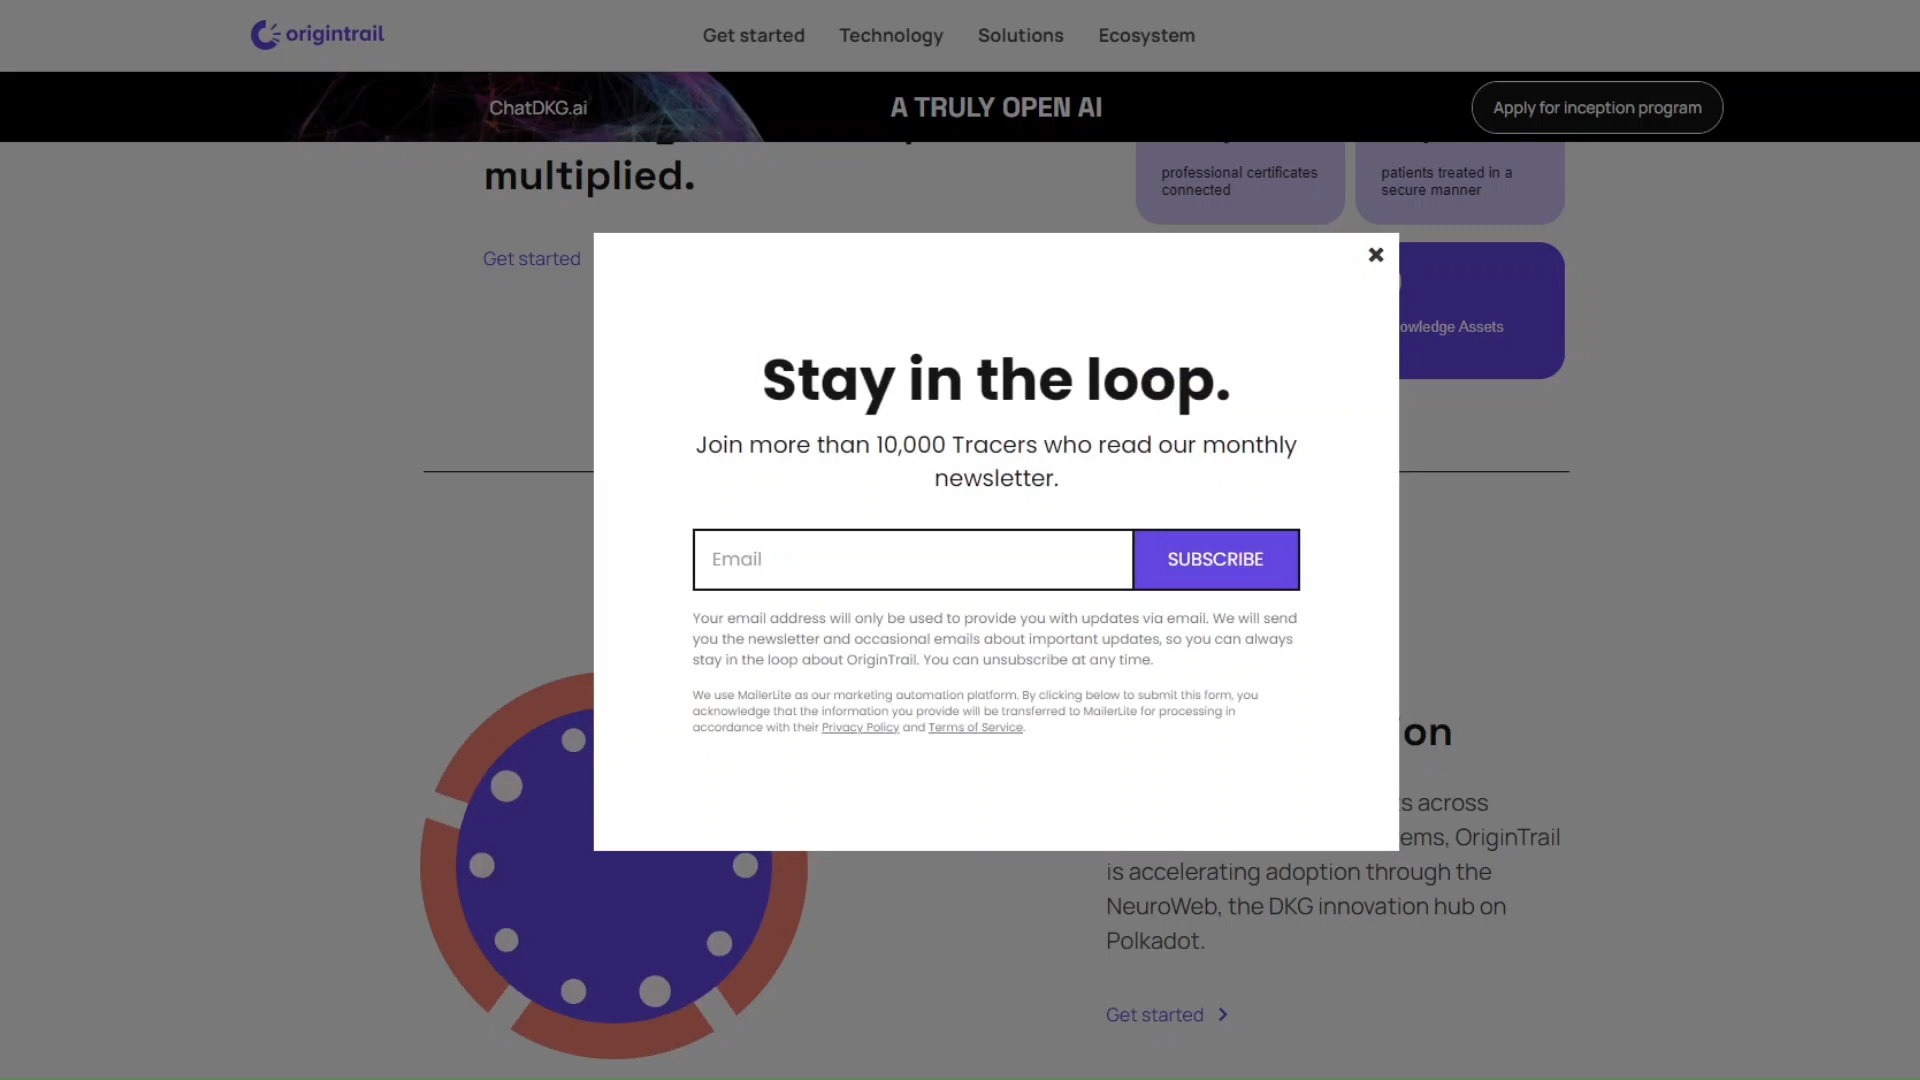 origintrail
Get started
Technology
Solutions
Ecosystem
ChatDKG.ai
A TRULY OPEN AI
Apply for inception program
multiplied.
professional certificates
connected
patients treated in a
secure manner
Get started
owledge Assets
Stay in the loop.
Join more than 10,000 Tracers who read our monthly
newsletter.
Email
SUBSCRIBE
Your email address will only be used to provide you with updates via email. We will send
you the newsletter and occasional emails about important updates, so you can always
stay in the loop about OriginTrail. You can unsubscribe at any time.
We use MailerLite as our marketing automation platform. By clicking below to submit this form, you
acknowledge that the information you provide will be transferred to MailerLite for processing in
accordance with their Privacy Policy and Terms of Service.
on
s across
ems, OriginTrail
is accelerating adoption through the
NeuroWeb, the DKG innovation hub on
Polkadot.
Get started